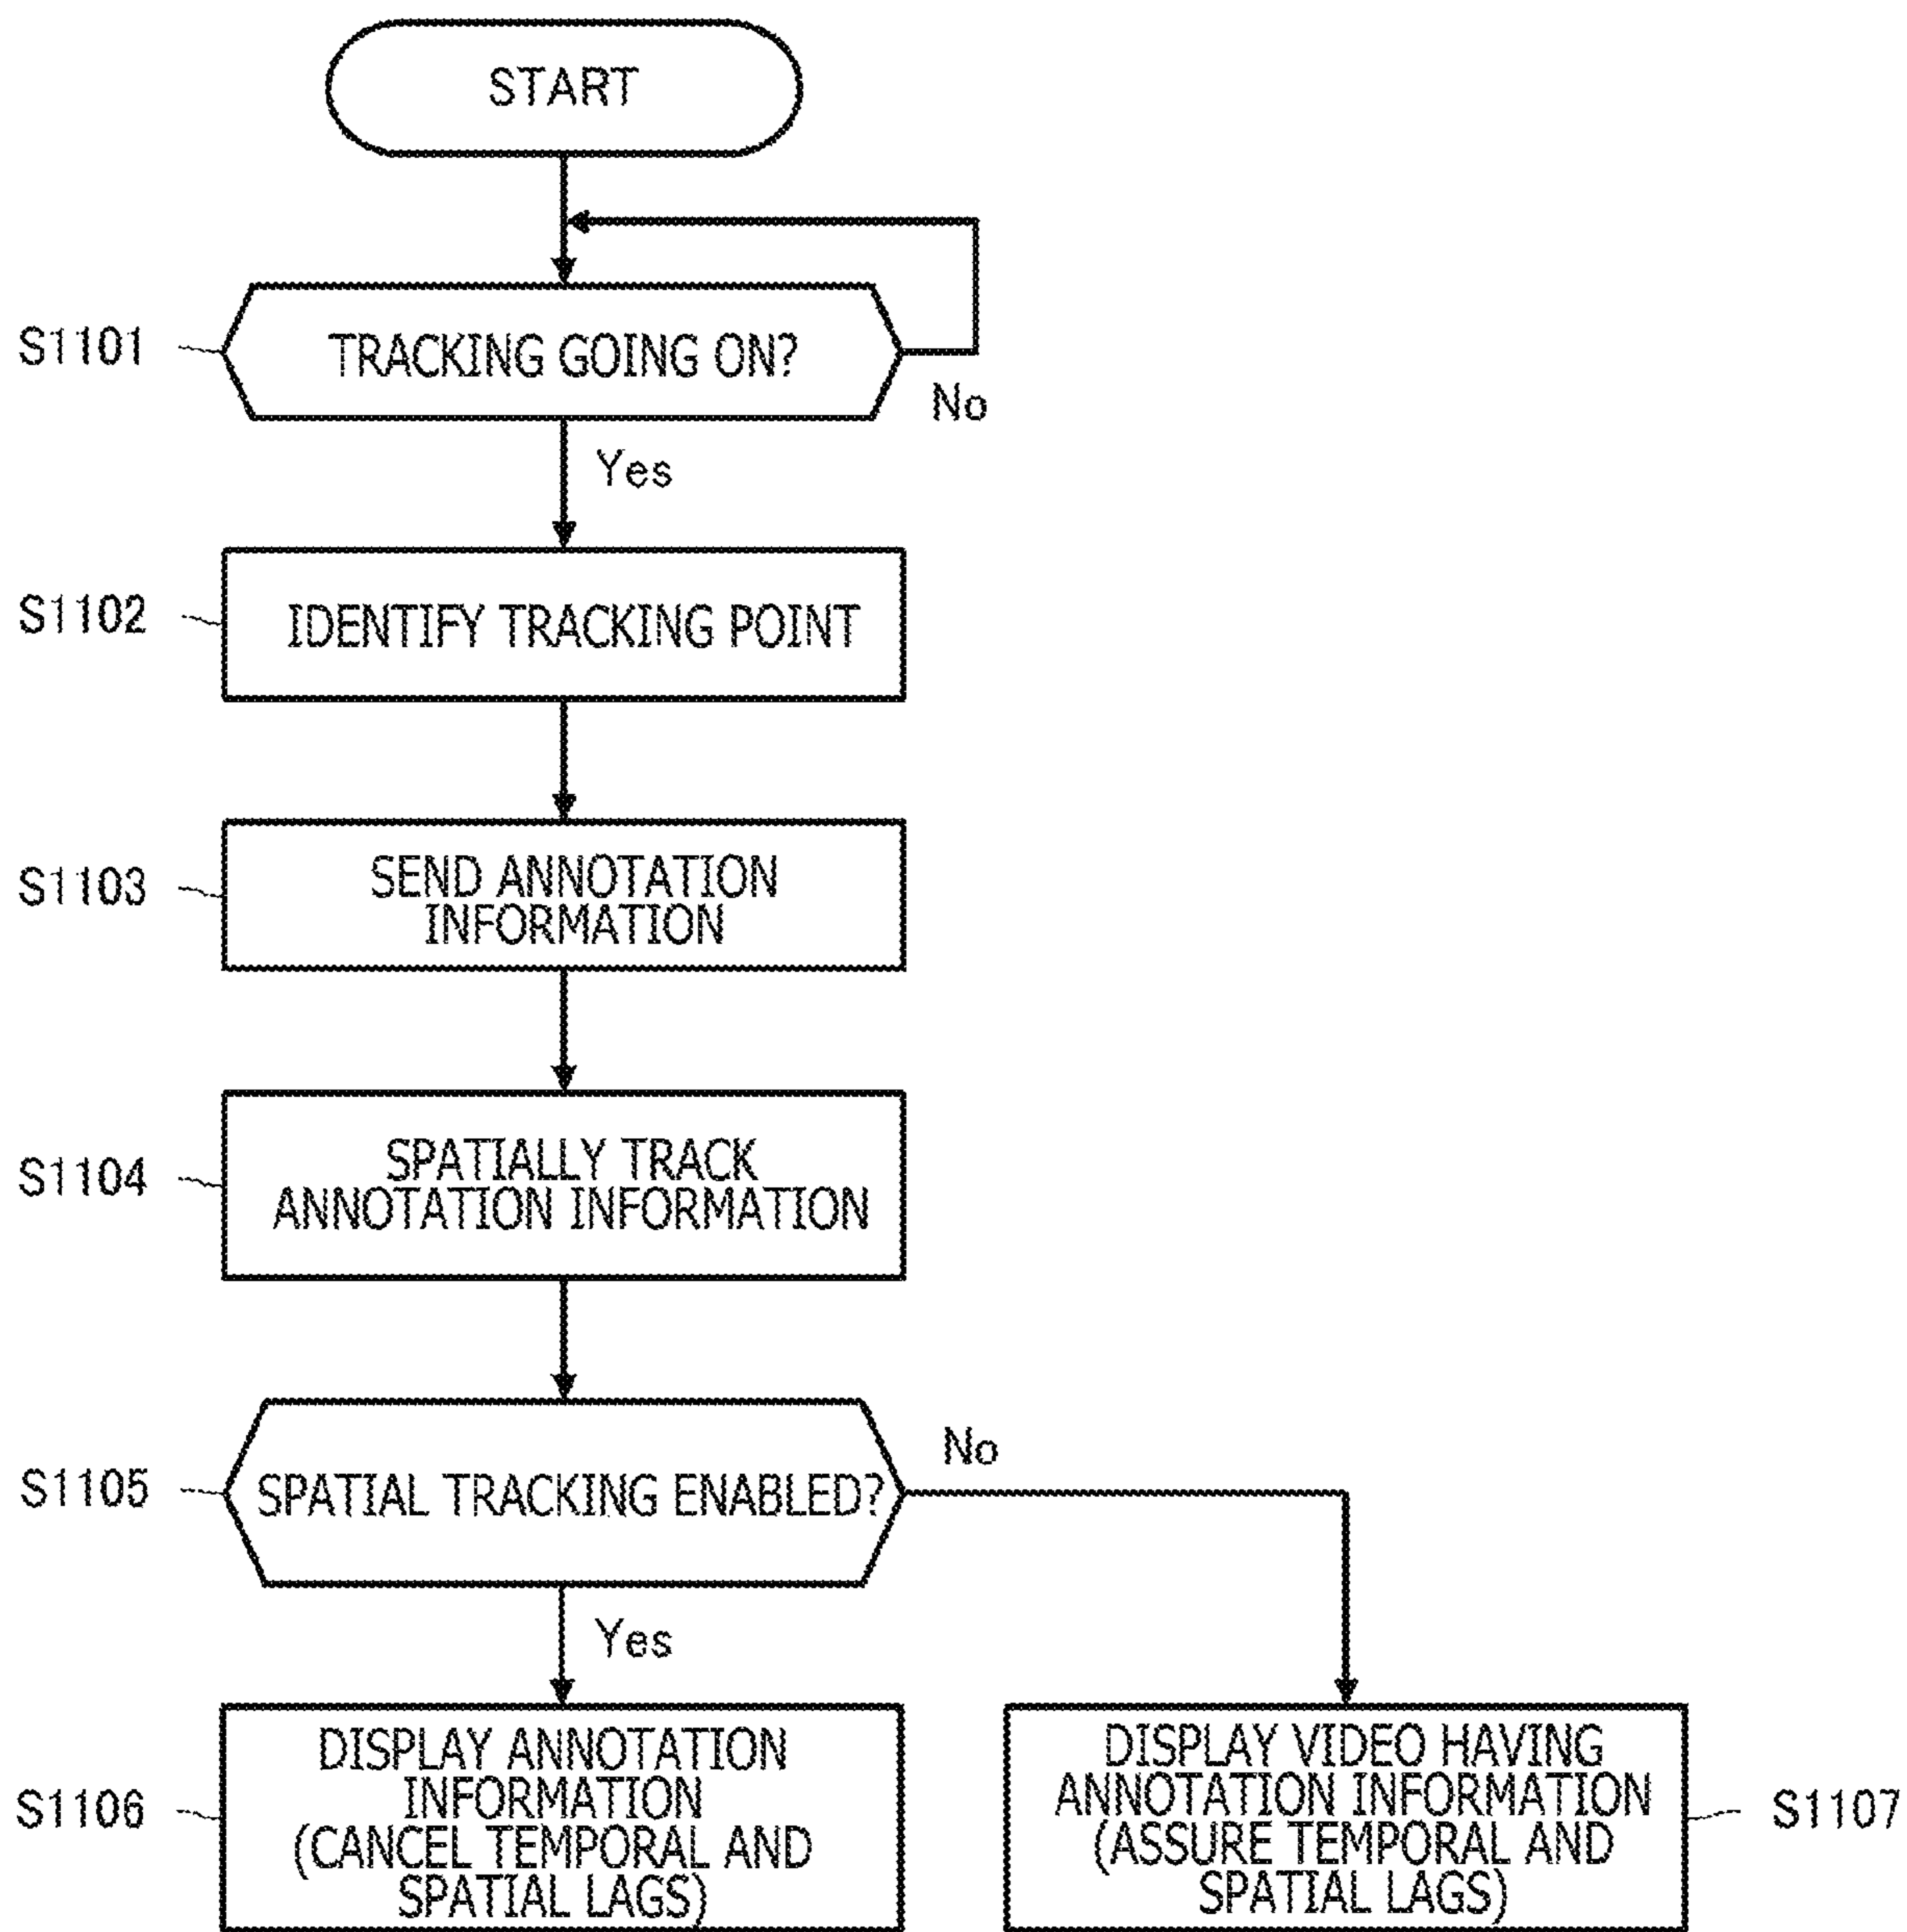 START
S1101
TRACKING GOING ON?
No
Yes
S1102
IDENTIFY TRACKING POINT
S1103
SEND ANNOTATION
INFORMATION
S1104
SPATIALLY TRACK
ANNOTATION INFORMATION
S1105
SPATIAL TRACKING ENABLED?
No
Yes
S1106
DISPLAY ANNOTATION
INFORMATION
(CANCEL TEMPORAL AND
SPATIAL LAGS)
DISPLAY VIDEO HAVING
ANNOTATION INFORMATION
(ASSURE TEMPORAL AND
SPATIAL LAGS)
S1107